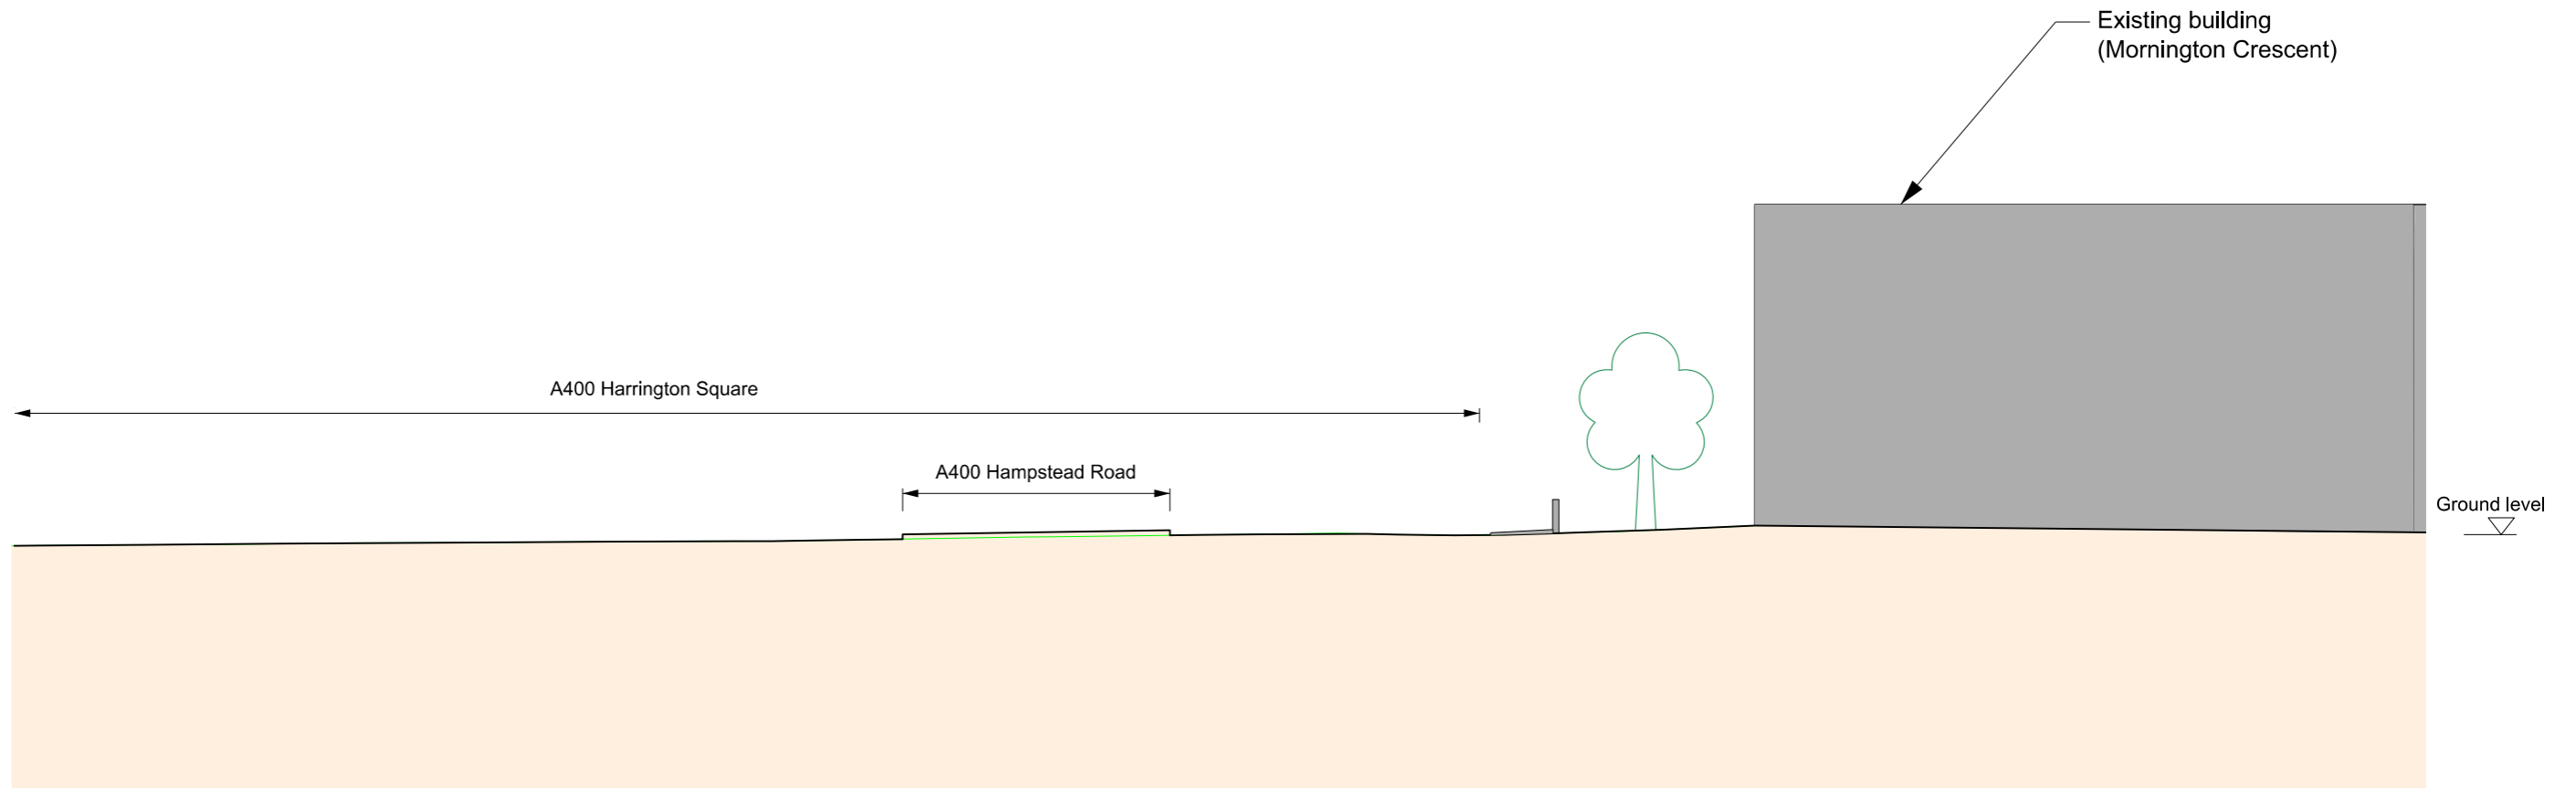 Existing building
(Mornington Crescent)
A400 Harrington Square
A400 Hampstead Road
Ground level